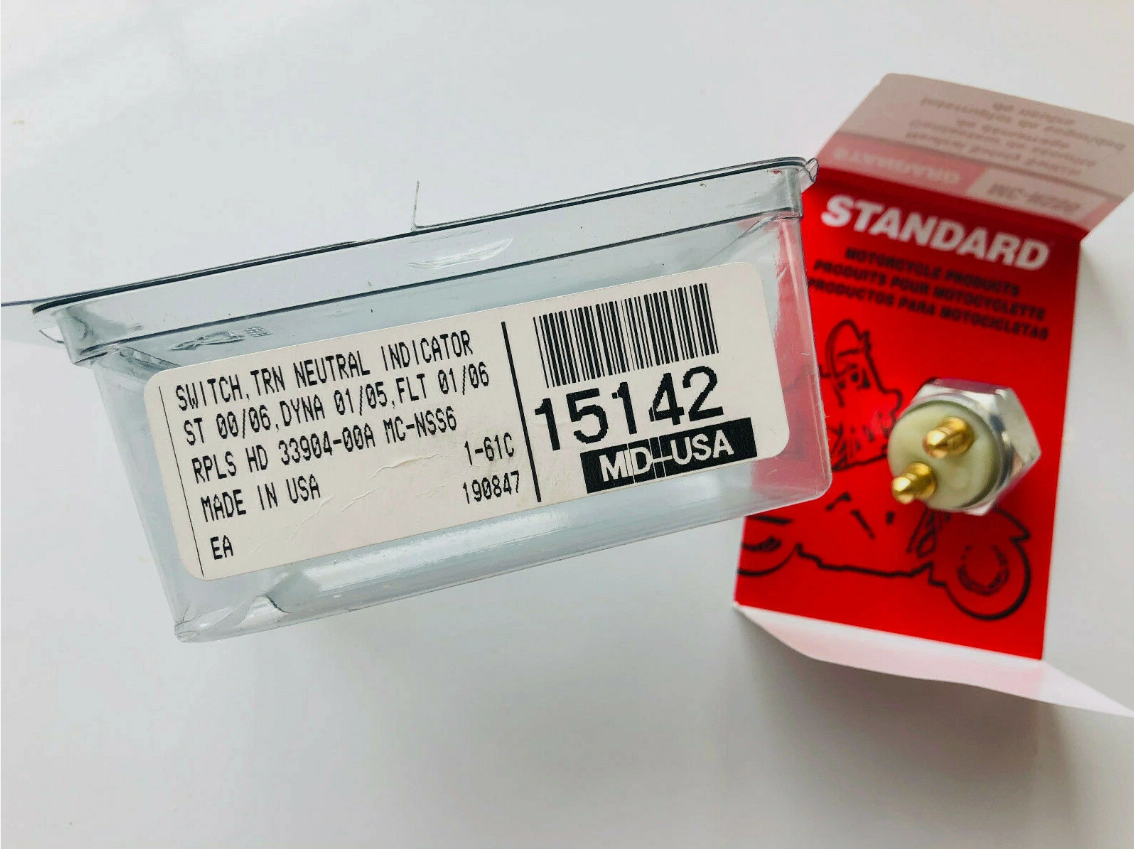 SWITCH,TRN NEUTRAL INDICATOR
ST 00/06,DYNA 01/05,FLT 01/06
RPLS HD 33904-00A MC-NSS6
1-61C
MADE IN USA
190847
EA
15142
MID-USA
STANDARD
MOTORCYCLE PRODUCTS
PRODUITS POUR MOTOCYCLETTE
PRODUCTOS PARA MOTOCICLETAS